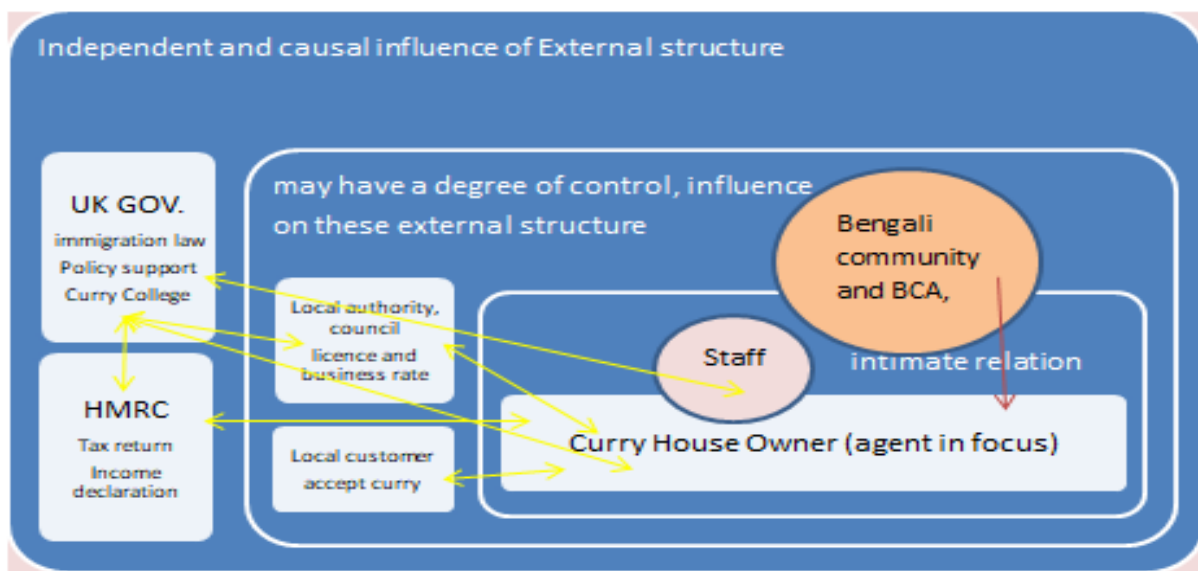 Independent and causal influence of External structure
UK GOV.
immigration law
Policy support
Curry College
HMRC
Tax return
Income
declaration
may have a degree of control, influence
on these external structure
Local authority,
council
licence and
business rate
Local customer
accept curry
Bengali
community
and BCA,
Staff
intimate relation
Curry House Owner (agent in focus)